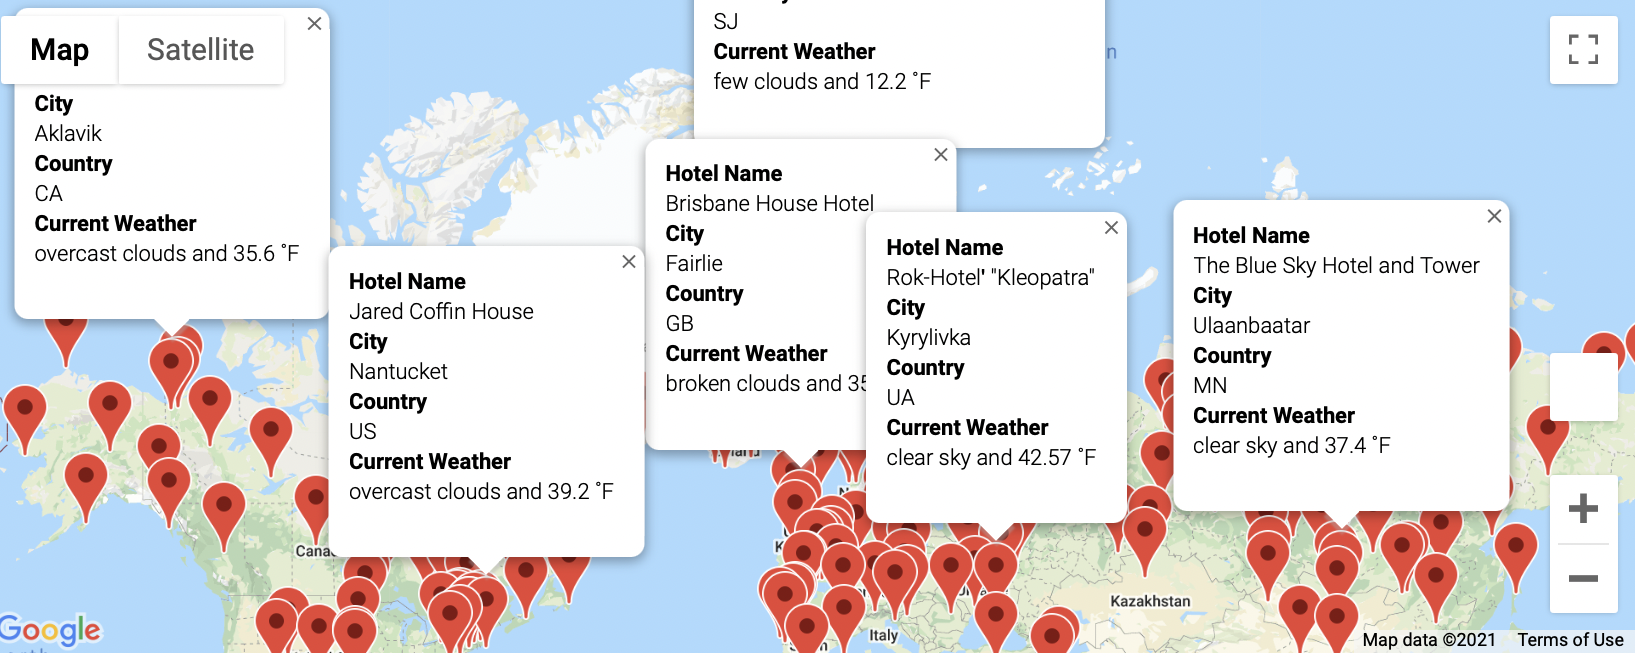 Map
Satellite
City
Aklavik
Country
CA
Current Weather
overcast clouds and 35.6 ˚F
SJ
Current Weather
few clouds and 12.2 ˚F
Hotel Name
Jared Coffin House
City
Nantucket
Country
US
Current Weather
overcast clouds and 39.2 ˚F
Hotel Name
Brisbane House Hotel
City
Fairlie
Country
GB
Current Weather
broken clouds and 35
Hotel Name
Rok-Hotel' "Kleopatra"
City
Kyrylivka
Country
UA
Current Weather
clear sky and 42.57 ˚F
Hotel Name
The Blue Sky Hotel and Tower
City
Ulaanbaatar
Country
MN
Current Weather
clear sky and 37.4 ˚F
Kazakhstan
Italy
Google
Map data ©2021
Terms of Use